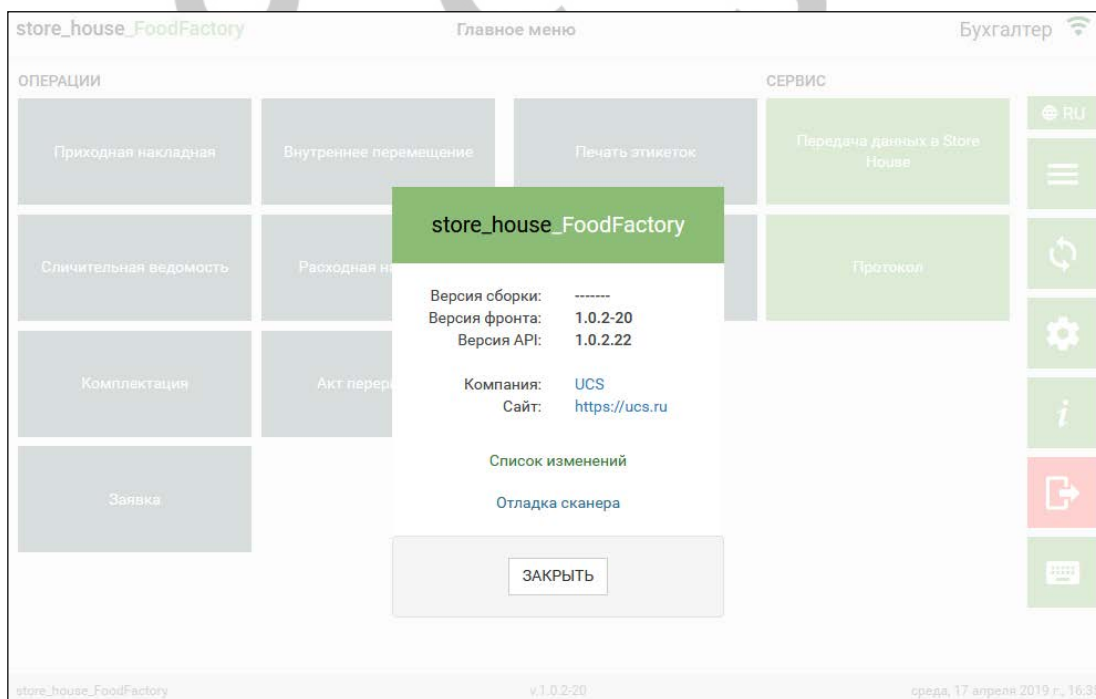 store_house_FoodFactory
Главное меню
Бухгалтер
ОПЕРАЦИИ
СЕРВИС
Приходная накладная
Внутреннее перемещение
Печать этикеток
Передача данных в Store
House
RU
Сличительная ведомость
Расходная
Протокол
Комплектация
Акт
Заявка
store_house_FoodFactory
Версия сборки: -------
Версия фронта: 1.0.2-20
Версия API: 1.0.2.22
Компания: UCS
Сайт: https://ucs.ru
Список изменений
Отладка сканера
ЗАКРЫТЬ
store_house_FoodFactory
v.1.0.2-20
среда, 17 апреля 2019 г., 16:39